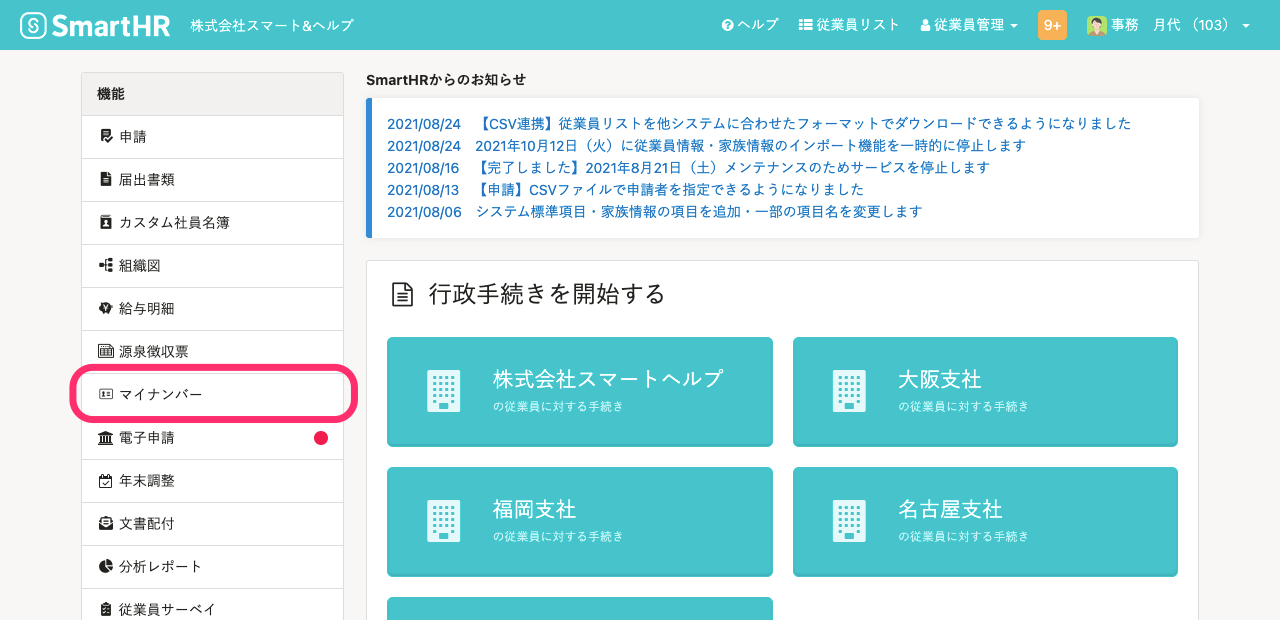 SmartHR 株式会社スマート&ヘルプ ヘルプ 従業員リスト 従業員管理 9+ 事務 月代 （103）
機能
申請
届出書類
カスタム社員名簿
組織図
給与明細
源泉徴収票
マイナンバー
電子申請
年末調整
文書配付
分析レポート
従業員サーベイ
SmartHRからのお知らせ
2021/08/24 【CSV連携】従業員リストを他システムに合わせたフォーマットでダウンロードできるようになりました
2021/08/24 2021年10月12日（火）に従業員情報・家族情報のインポート機能を一時的に停止します
2021/08/16 【完了しました】2021年8月21日（土）メンテナンスのためサービスを停止します
2021/08/13 【申請】CSVファイルで申請者を指定できるようになりました
2021/08/06 システム標準項目・家族情報の項目を追加・一部の項目名を変更します
行政手続きを開始する
株式会社スマートヘルプ
の従業員に対する手続き
大阪支社
の従業員に対する手続き
福岡支社
の従業員に対する手続き
名古屋支社
の従業員に対する手続き